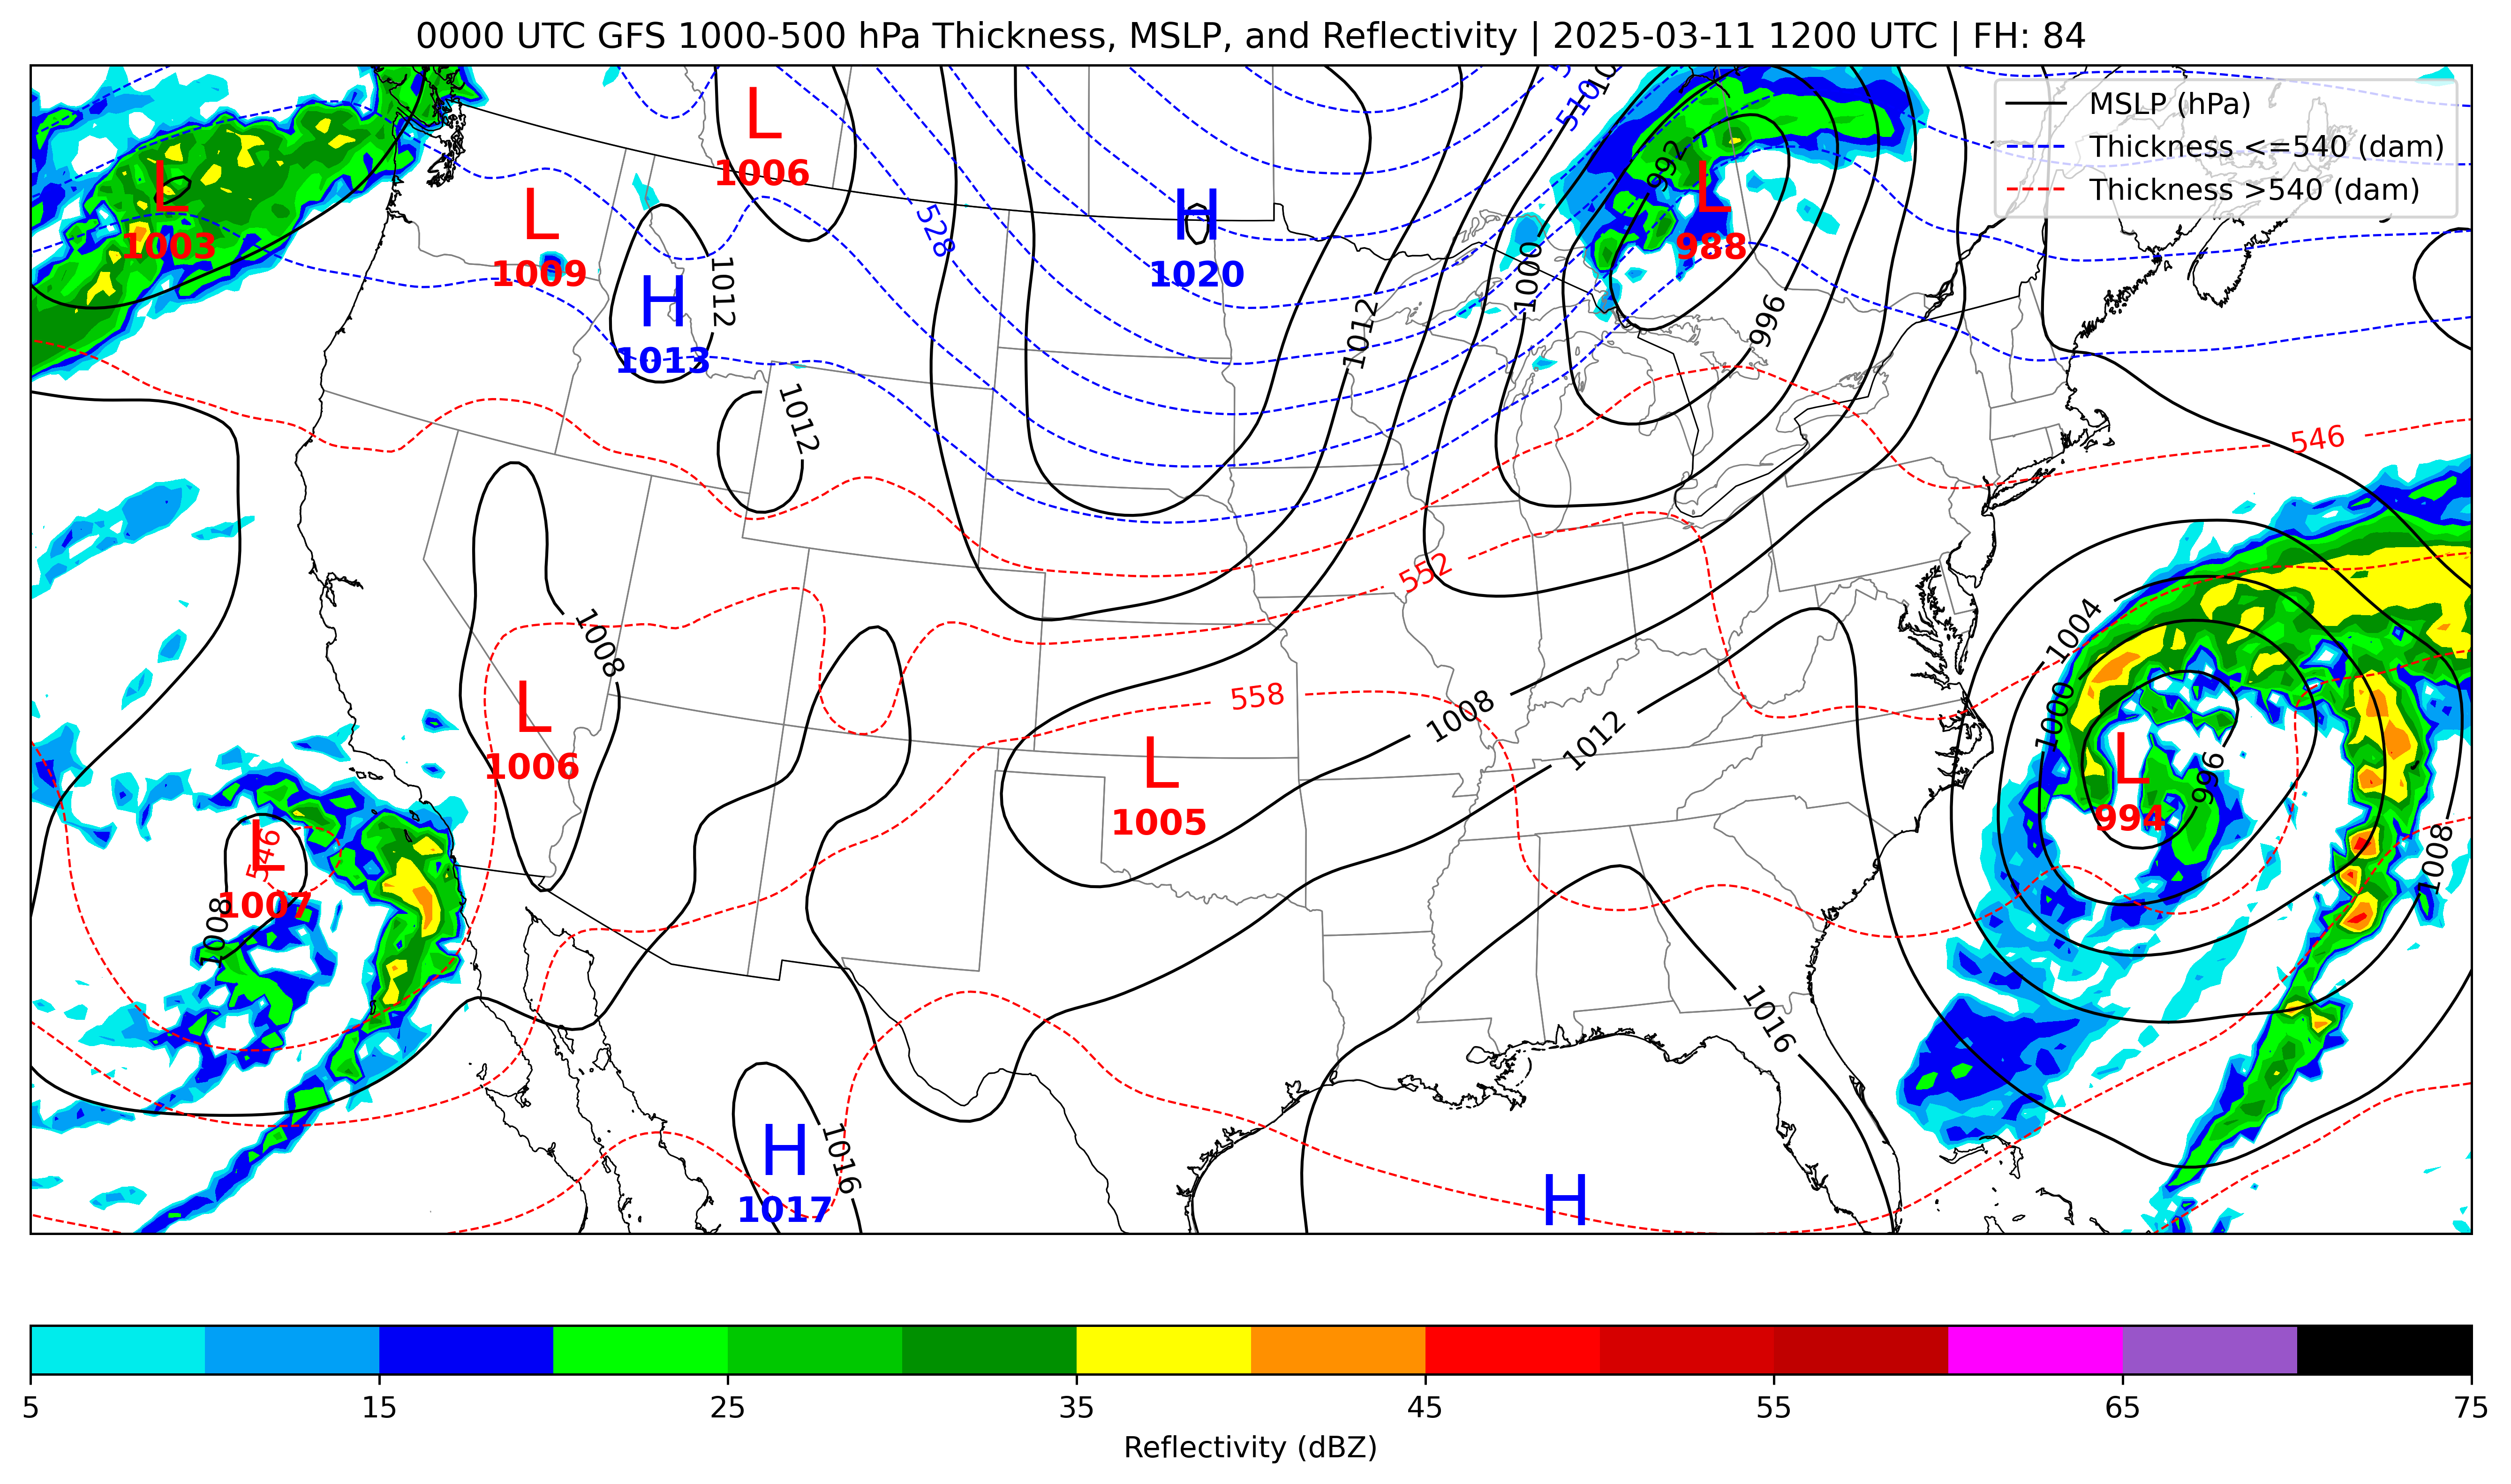 0000 UTC GFS 1000-500 hPa Thickness, MSLP, and Reflectivity | 2025-03-11 1200 UTC | FH: 84
MSLP (hPa)
Thickness <=540 (dam)
Thickness >540 (dam)
L
1006
510
L
1003
L
1009
528
H
1020
992
L
988
H
1013
1012
1000
1012
996
1012
546
552
1008
1004
L
1006
558
1008
1012
1000
L
1005
L
994
996
546
L
1007
1008
1008
1016
H
1017
1016
H
5
15
25
35
45
55
65
75
Reflectivity (dBZ)